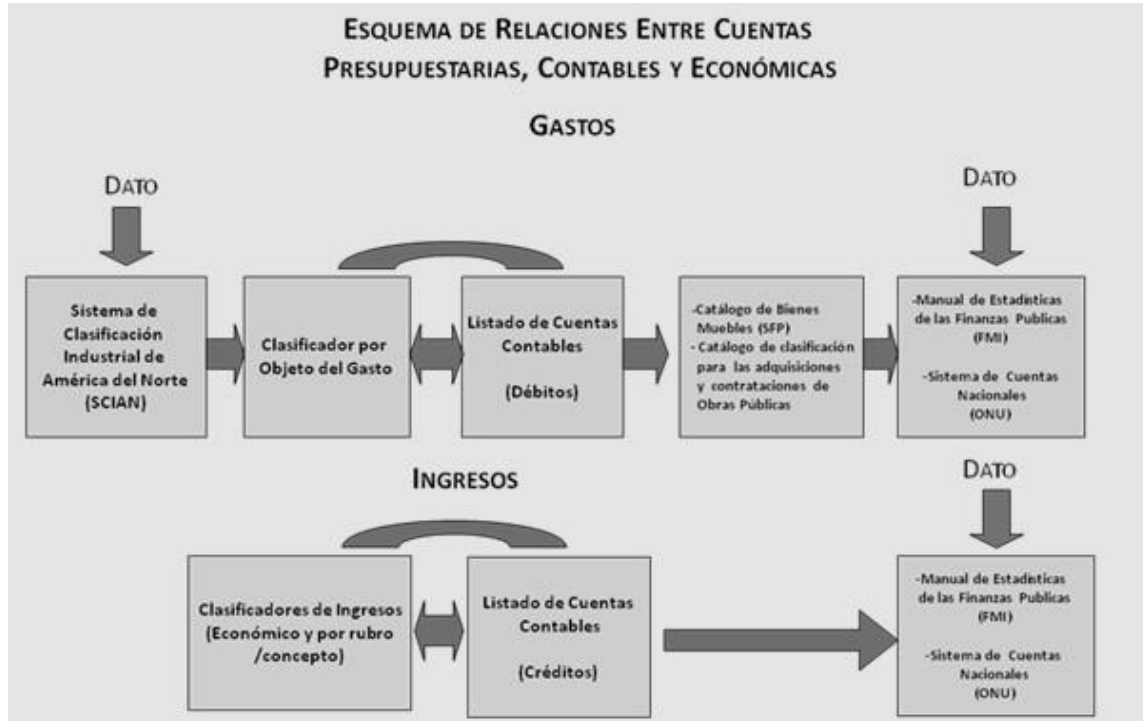 ESQUEMA DE RELACIONES ENTRE CUENTAS
PRESUPUESTARIAS, CONTABLES Y ECONÓMICAS
GASTOS
DATO
DATO
Sistema de
Clasificación
Industrial de
América del Norte
(SCIAN)
Clasificador por
Objeto del Gasto
Listado de Cuentas
Contables
(Débitos)
-Catálogo de Bienes
Muebles (SFP)
- Catálogo de clasificación
para las adquisiciones
y contrataciones de
Obras Públicas
-Manual de Estadísticas
de las Finanzas Publicas
(FMI)
-Sistema de Cuentas
Nacionales
(ONU)
INGRESOS
DATO
Clasificadores de Ingresos
(Económico y por rubro
/concepto)
Listado de Cuentas
Contables
(Créditos)
-Manual de Estadísticas
de las Finanzas Publicas
(FMI)
-Sistema de Cuentas
Nacionales
(ONU)